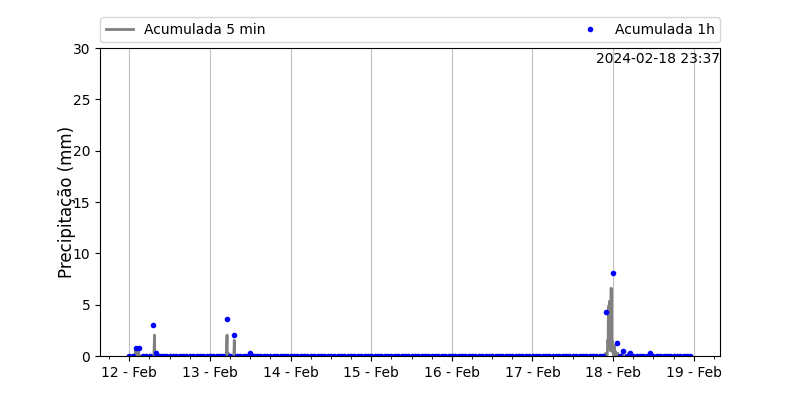 Acumulada 5 min
Acumulada 1h
2024-02-18 23:37
Precipitação (mm)
30
25
20
15
10
5
0
12 - Feb
13 - Feb
14 - Feb
15 - Feb
16 - Feb
17 - Feb
18 - Feb
19 - Feb